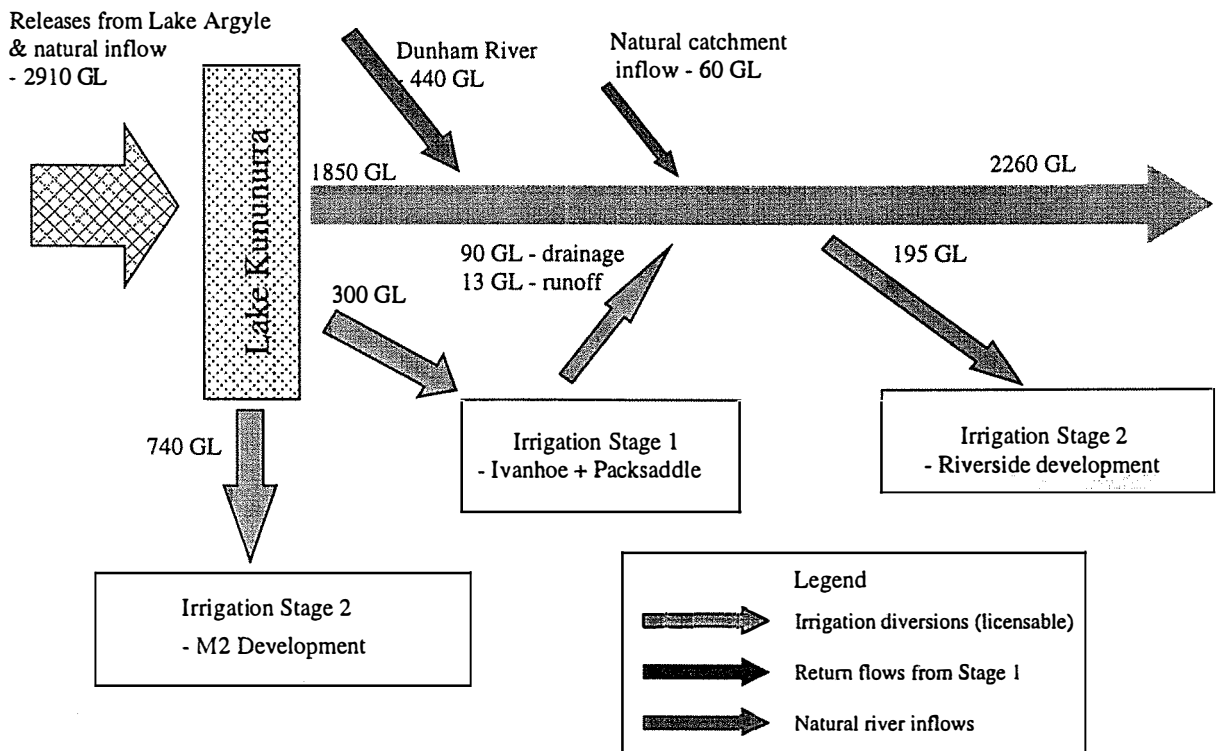 Releases from Lake Argyle
& natural inflow
- 2910 GL
Dunham River
- 440 GL
Natural catchment
inflow - 60 GL
Lake Kununurra
1850 GL
2260 GL
90 GL - drainage
13 GL - runoff
300 GL
195 GL
740 GL
Irrigation Stage 1
- Ivanhoe + Packsaddle
Irrigation Stage 2
- Riverside development
Irrigation Stage 2
- M2 Development
Legend
Irrigation diversions (licensable)
Return flows from Stage 1
Natural river inflows